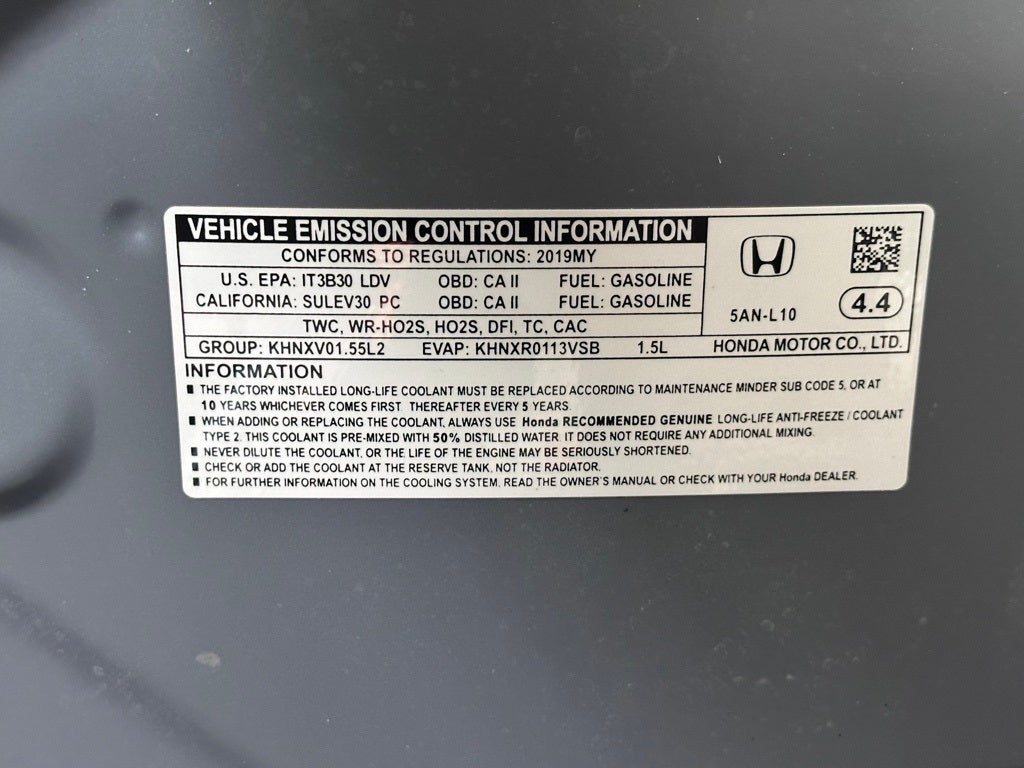 VEHICLE EMISSION CONTROL INFORMATION
CONFORMS TO REGULATIONS: 2019MY
U.S. EPA: IT3B30 LDV OBD: CA II FUEL: GASOLINE
CALIFORNIA: SULEV30 PC OBD: CA II FUEL: GASOLINE
TWC, WR-HO2S, HO2S, DFI, TC, CAC
GROUP: KHNXV01.55L2 EVAP: KHNXR0113VSB 1.5L
5AN-L10
4.4
HONDA MOTOR CO., LTD.
INFORMATION
■ THE FACTORY INSTALLED LONG-LIFE COOLANT MUST BE REPLACED ACCORDING TO MAINTENANCE MINDER SUB CODE 5, OR AT
10 YEARS WHICHEVER COMES FIRST. THEREAFTER EVERY 5 YEARS.
■ WHEN ADDING OR REPLACING THE COOLANT, ALWAYS USE Honda RECOMMENDED GENUINE LONG-LIFE ANTI-FREEZE / COOLANT
TYPE 2. THIS COOLANT IS PRE-MIXED WITH 50% DISTILLED WATER. IT DOES NOT REQUIRE ANY ADDITIONAL MIXING.
■ NEVER DILUTE THE COOLANT, OR THE LIFE OF THE ENGINE MAY BE SERIOUSLY SHORTENED.
■ CHECK OR ADD THE COOLANT AT THE RESERVE TANK, NOT THE RADIATOR.
■ FOR FURTHER INFORMATION ON THE COOLING SYSTEM, READ THE OWNER'S MANUAL OR CHECK WITH YOUR Honda DEALER.